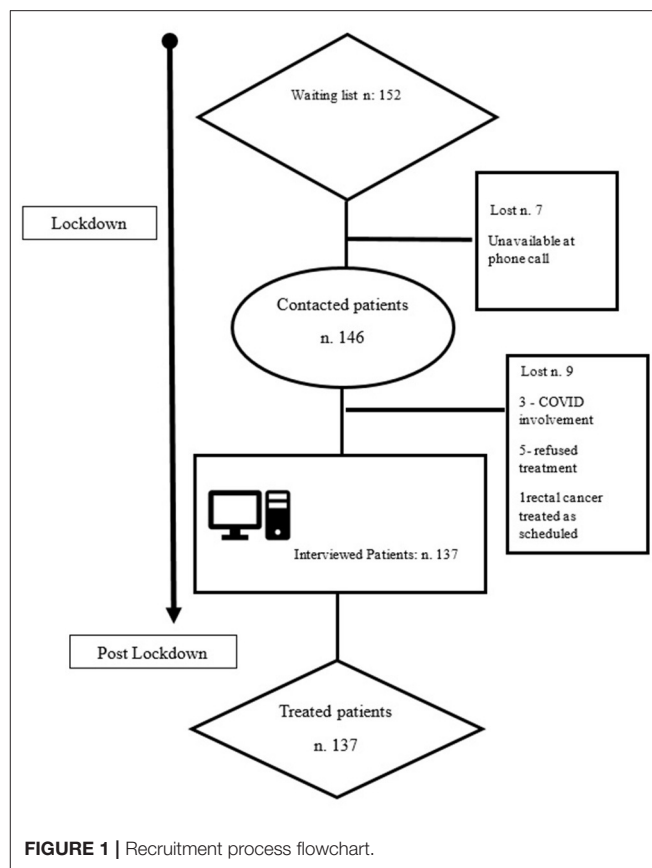 Waiting list n: 152
Lockdown
Lost n. 7
Unavailable at
phone call
Contacted patients
n. 146
Lost n. 9
3 - COVID
involvement
5- refused
treatment
1rectal cancer
treated as
scheduled
Interviewed Patients: n. 137
Post Lockdown
Treated patients
n. 137
FIGURE 1 | Recruitment process flowchart.